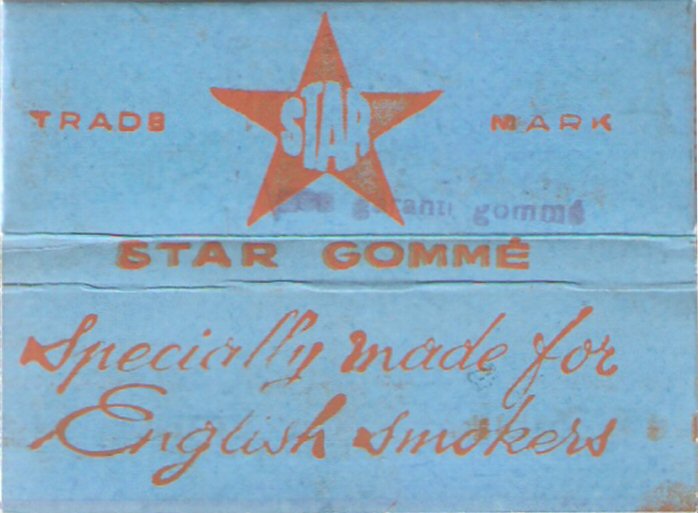 STAR
TRADE MARK
garanti gommé
STAR GOMMÉ
Specially made for
English smokers